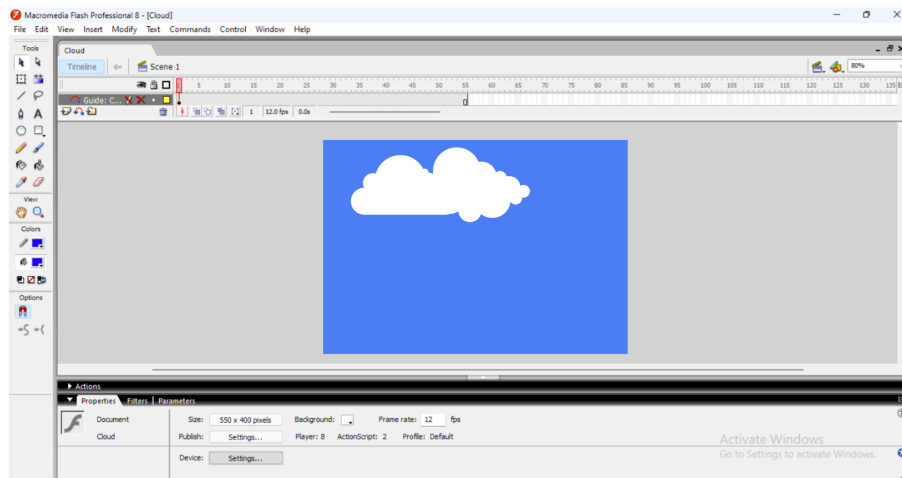 Macromedia Flash Professional 8 - [Cloud]
File Edit View Insert Modify Text Commands Control Window Help
Tools
Cloud
Timeline Scene 1 80%
5 10 15 20 25 30 35 40 45 50 55 60 65 70 75 80 85 90 95 100 105 110 115 120 125 130 135
Guide: C...
1 12.0 fps 0.0s
A
View
Colors
Options
Actions
Properties Filters Parameters
Document Size: 550 x 400 pixels Background: Frame rate: 12 fps
Cloud Publish: Settings... Player: 8 ActionScript: 2 Profile: Default
Device: Settings...
Activate Windows
Go to Settings to activate Windows.